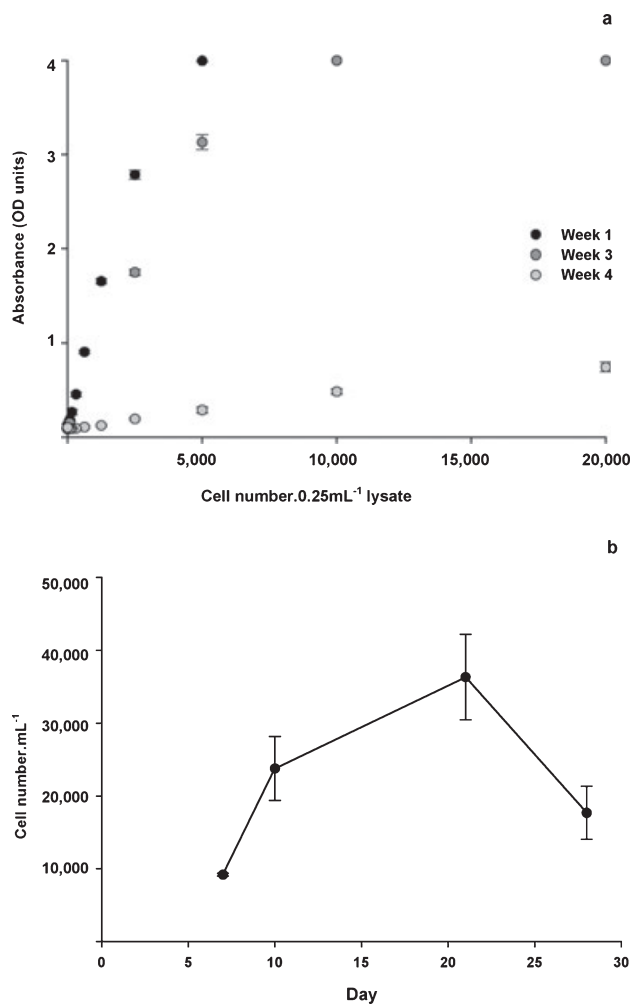 a
4
3
2
1
Absorbance (OD units)
Week 1
Week 3
Week 4
5,000 10,000 15,000 20,000
Cell number.0.25mL⁻¹ lysate
b
50,000
40,000
30,000
20,000
10,000
Cell number.mL⁻¹
0 5 10 15 20 25 30
Day